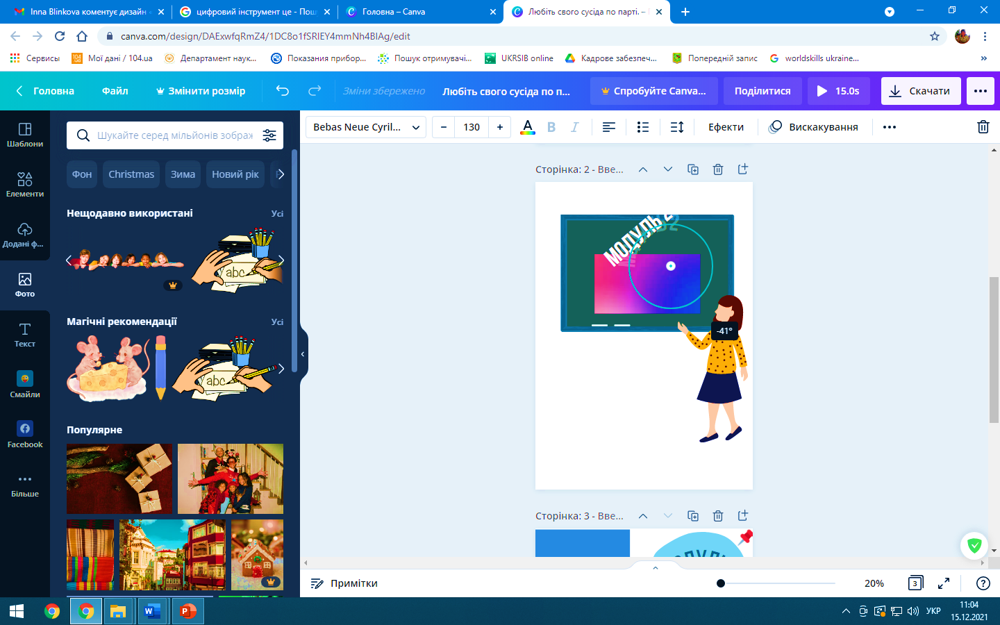 Inna Blinkova коментує дизайн
цифровий інструмент це - Пош
Головна – Canva
Любіть свого сусіда по парті. –
canva.com/design/DAExwfqRmZ4/1DC8o1fSRIEY4mmNh4BIAg/edit
Сервисы
Мої дані / 104.ua
Департамент наук...
Показания прибор...
Пошук отримувачі...
UKRSIB online
Кадрове забезпеч...
Попередній запис
worldskills ukraine...
»
Головна
Файл
Змінити розмір
Зміни збережено
Любіть свого сусіда по п...
Спробуйте Canva...
Поділитися
15.0s
Скачати
Шаблони
Елементи
Додані ф...
Фото
Текст
Смайли
Facebook
Більше
Шукайте серед мільйонів зображ
Фон
Christmas
Зима
Новий рік
Нещодавно використані
Усі
abc
Магічні рекомендації
Усі
abc
Популярне
Bebas Neue Cyril...
– 130 +
A B I
Ефекти
Вискакування
Сторінка: 2 - Вве...
МОДУЛЬ 2
-41°
Сторінка: 3 - Вве...
Примітки
20%
3
УКР
11:04
15.12.2021